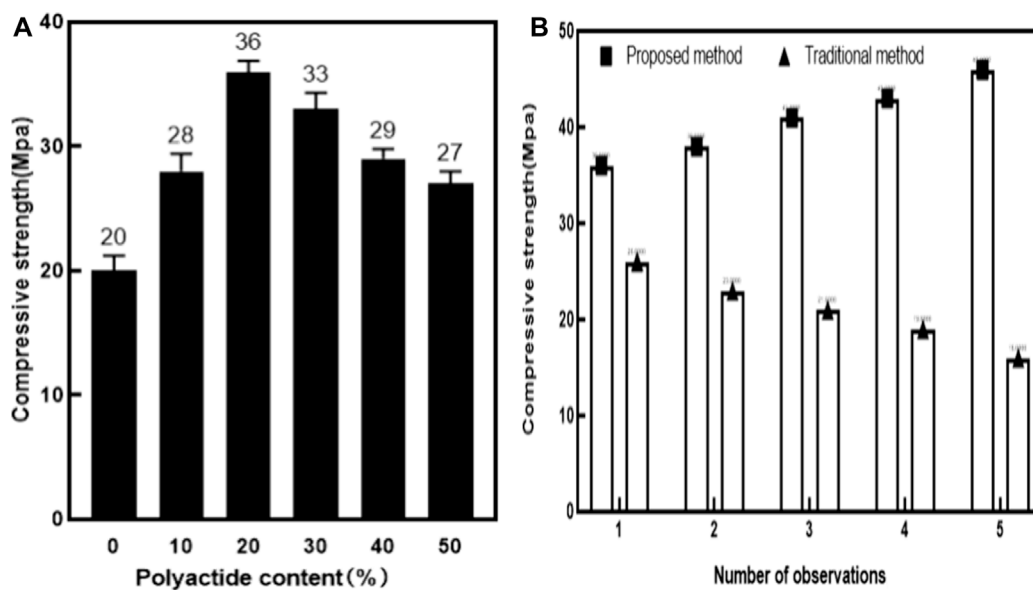 A
40
30
20
10
0
Compressive strength(Mpa)
20
28
36
33
29
27
0 10 20 30 40 50
Polyactide content(%)
B
50
40
30
20
10
0
Compressive strength(Mpa)
Proposed method Traditional method
1 2 3 4 5
Number of observations